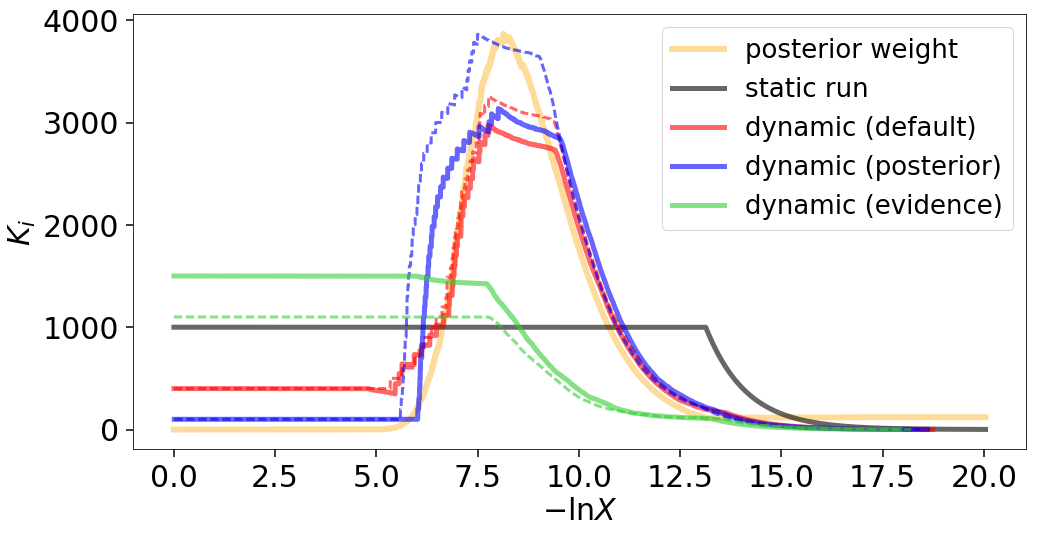 4000
3000
2000
1000
0
K_i
posterior weight
static run
dynamic (default)
dynamic (posterior)
dynamic (evidence)
0.0 2.5 5.0 7.5 10.0 12.5 15.0 17.5 20.0
−lnX